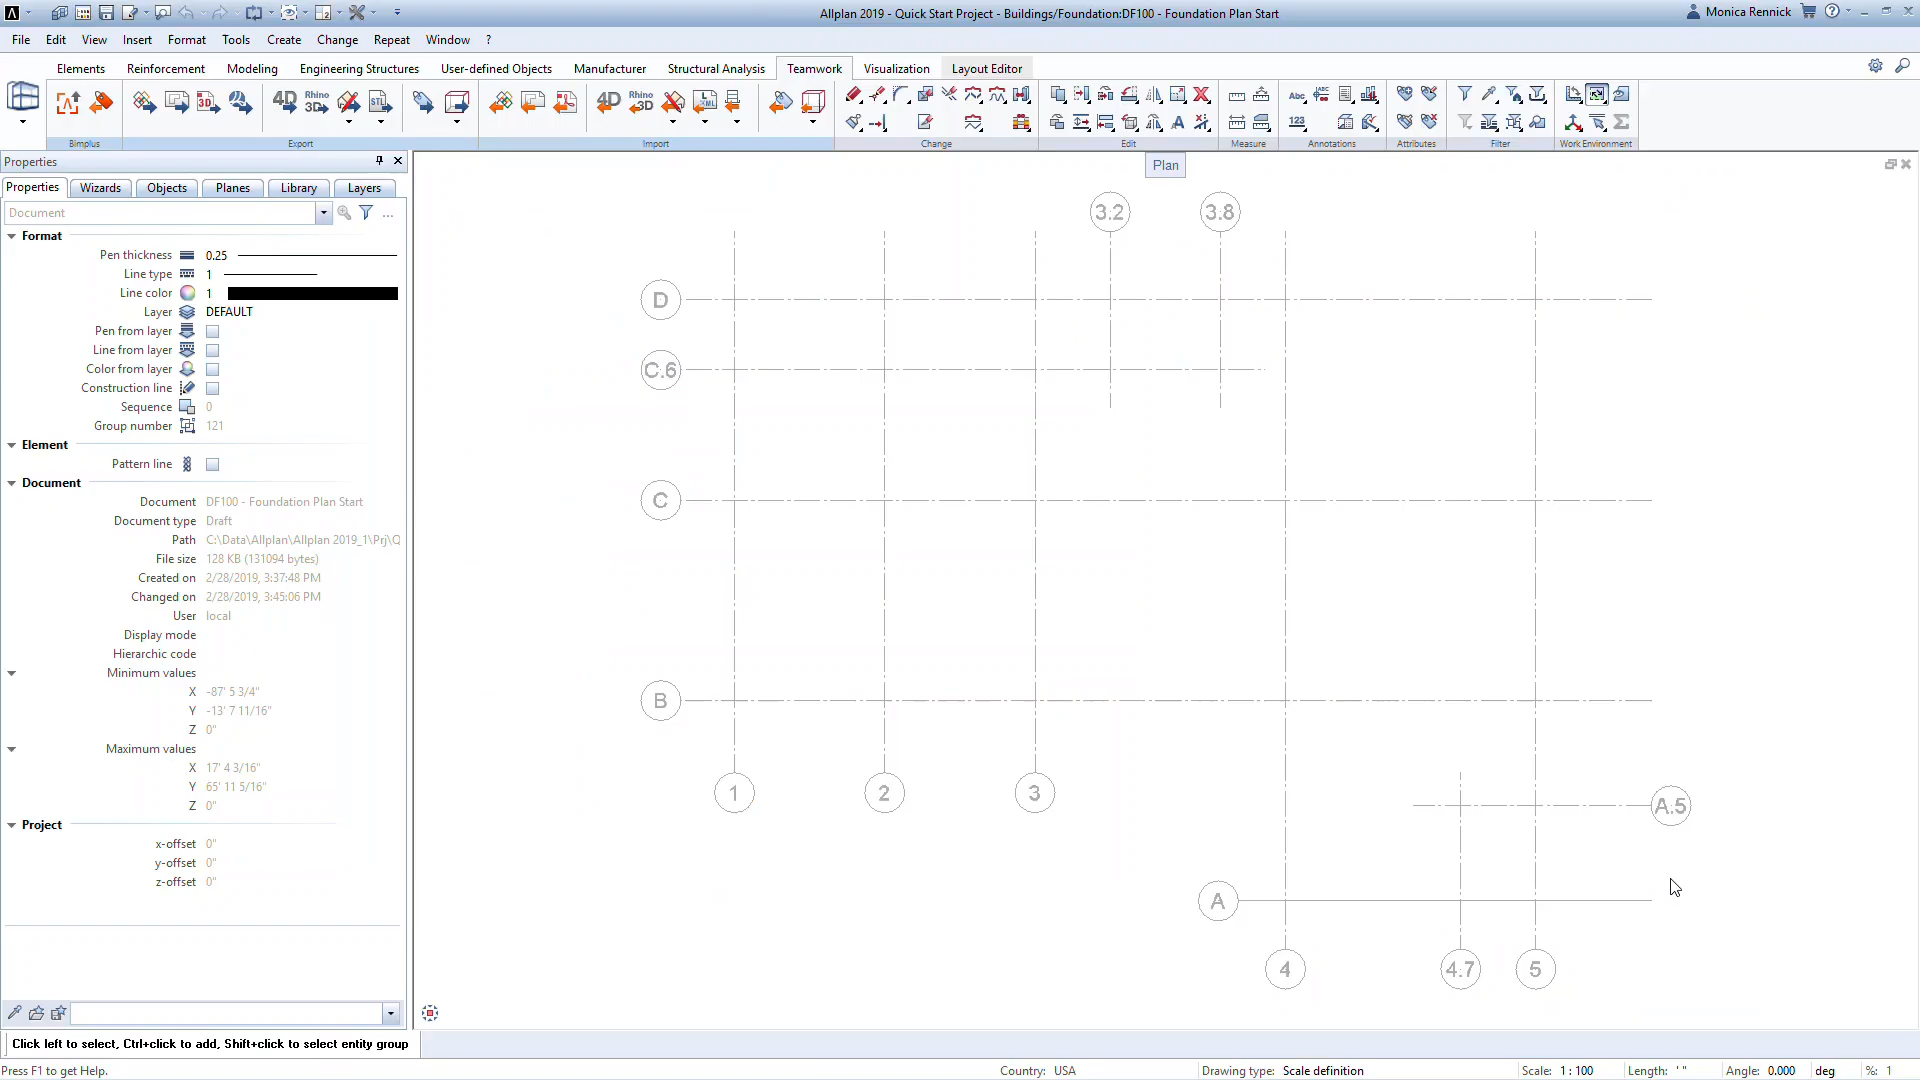 Allplan 2019 - Quick Start Project - Buildings/Foundation:DF100 - Foundation Plan Start
Monica Rennick
File Edit View Insert Format Tools Create Change Repeat Window ?
Elements Reinforcement Modeling Engineering Structures User-defined Objects Manufacturer Structural Analysis Teamwork Visualization Layout Editor
Bimplus Export Import Change Edit Measure Annotations Attributes Filter Work Environment
Properties
Plan
Properties Wizards Objects Planes Library Layers
Document
Format
Pen thickness 0.25
Line type 1
Line color 1
Layer DEFAULT
Pen from layer
Line from layer
Color from layer
Construction line
Sequence 0
Group number 121
Element
Pattern line
Document
Document DF100 - Foundation Plan Start
Document type Draft
Path C:\Data\Allplan\Allplan 2019_1\Prj\Q
File size 128 KB (131094 bytes)
Created on 2/28/2019, 3:37:48 PM
Changed on 2/28/2019, 3:45:06 PM
User local
Display mode
Hierarchic code
Minimum values
X -87' 5 3/4"
Y -13' 7 11/16"
Z 0"
Maximum values
X 17' 4 3/16"
Y 65' 11 5/16"
Z 0"
Project
x-offset 0"
y-offset 0"
z-offset 0"
3.2 3.8
D
C.6
C
B
1 2 3
A.5
A
4 4.7 5
Click left to select, Ctrl+click to add, Shift+click to select entity group
Press F1 to get Help.
Country: USA Drawing type: Scale definition Scale: 1 : 100 Length: ' " Angle: 0.000 deg %: 1